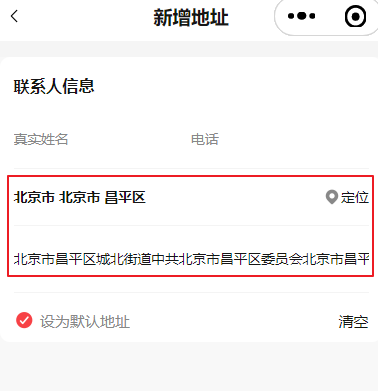 新增地址
联系人信息
真实姓名 电话
北京市 北京市 昌平区 定位
北京市昌平区城北街道中共北京市昌平区委员会北京市昌平
设为默认地址 清空